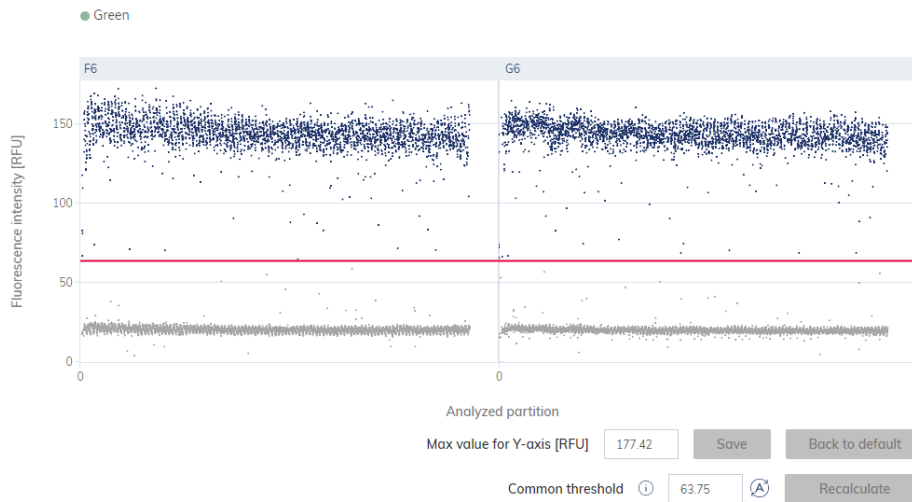 Green
F6 G6
Fluorescence intensity [RFU]
150
100
50
0
0 0
Analyzed partition
Max value for Y-axis [RFU] 177.42 Save Back to default
Common threshold i 63.75 A Recalculate